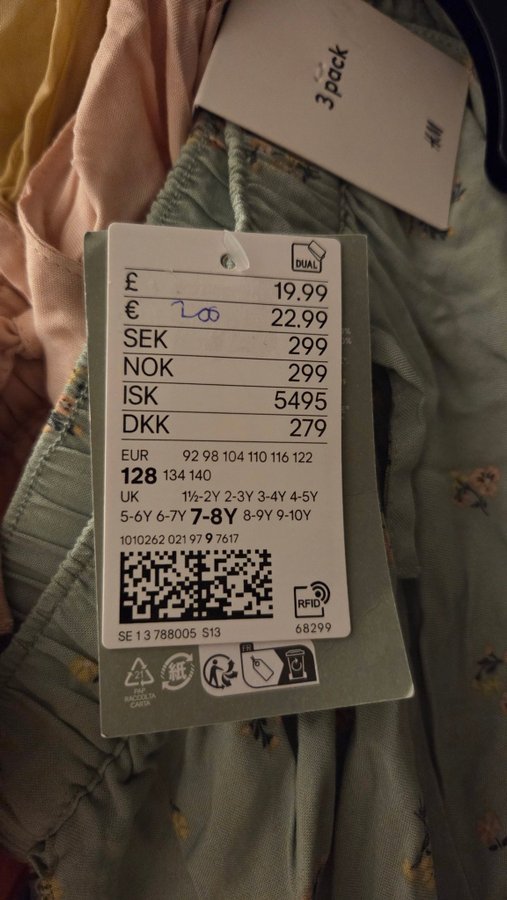 3 pack
H&M
DUAL
£ 19.99
€ 200 22.99
SEK 299
NOK 299
ISK 5495
DKK 279
EUR 92 98 104 110 116 122
128 134 140
UK 1½-2Y 2-3Y 3-4Y 4-5Y
5-6Y 6-7Y 7-8Y 8-9Y 9-10Y
1010262 021 97 9 7617
RFID
SE 1 3 788005 S13 68299
21
PAP
RACCOLTA
CARTA
紙
FR